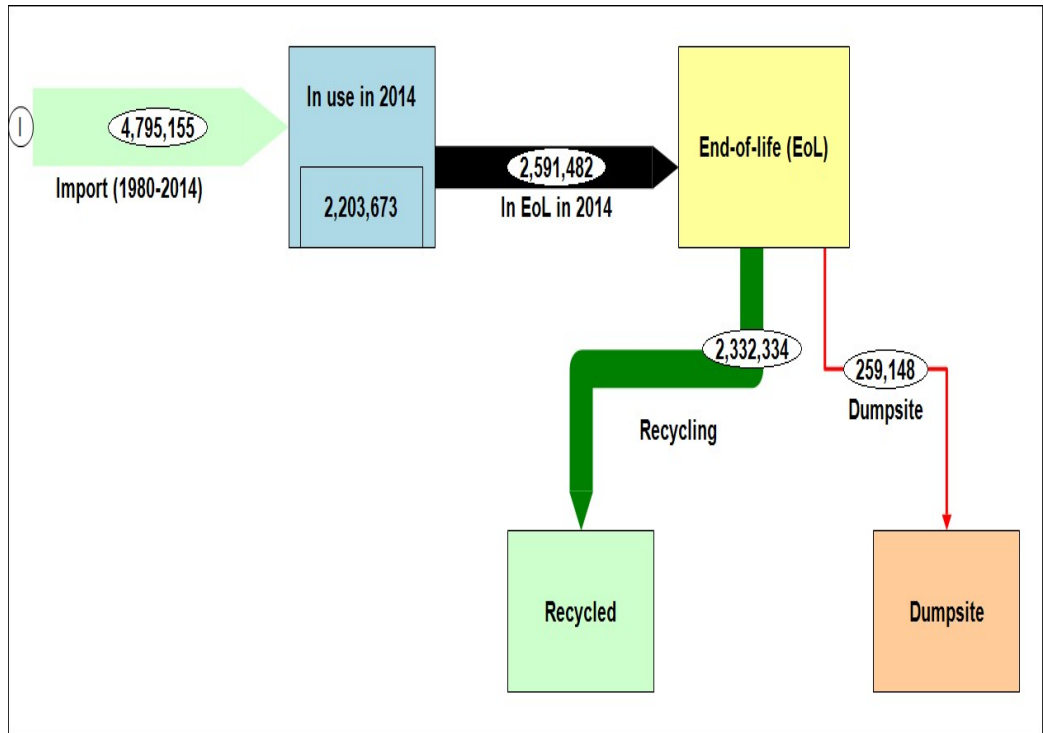 I
4,795,155
Import (1980-2014)
In use in 2014
2,203,673
2,591,482
In EoL in 2014
End-of-life (EoL)
2,332,334
Recycling
259,148
Dumpsite
Recycled
Dumpsite